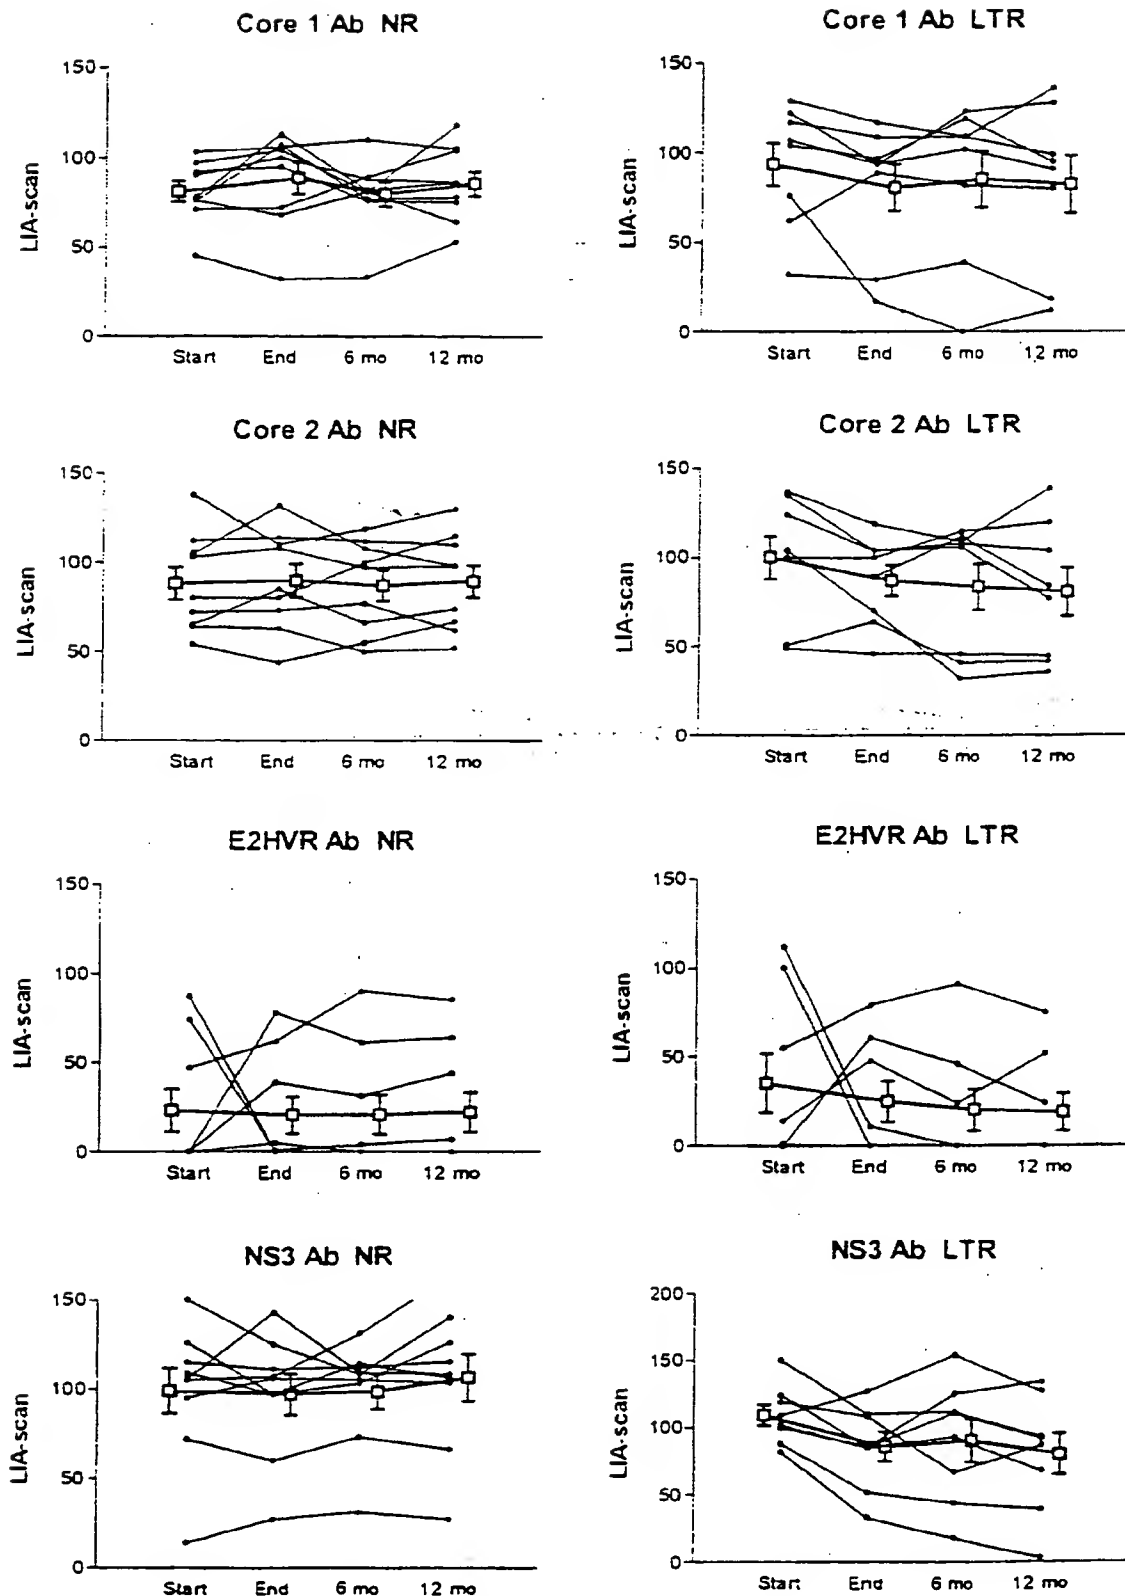 Core 1 Ab NR
150
100
50
0
LIA-scan
Start End 6 mo 12 mo
Core 1 Ab LTR
150
100
50
0
LIA-scan
Start End 6 mo 12 mo
Core 2 Ab NR
150
100
50
0
LIA-scan
Start End 6 mo 12 mo
Core 2 Ab LTR
150
100
50
0
LIA-scan
Start End 6 mo 12 mo
E2HVR Ab NR
150
100
50
0
LIA-scan
Start End 6 mo 12 mo
E2HVR Ab LTR
150
100
50
0
LIA-scan
Start End 6 mo 12 mo
NS3 Ab NR
150
100
50
0
LIA-scan
Start End 6 mo 12 mo
NS3 Ab LTR
200
150
100
50
0
LIA-scan
Start End 6 mo 12 mo